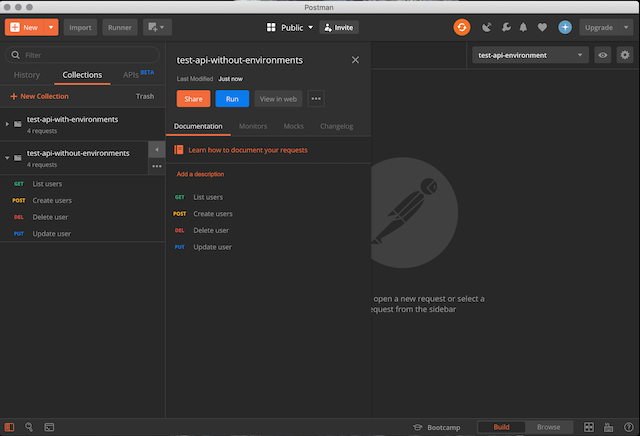 Postman
New
Import
Runner
Public
Invite
Upgrade
Filter
History
Collections
APIs BETA
New Collection
Trash
test-api-with-environments
4 requests
test-api-without-environments
4 requests
GET List users
POST Create users
DEL Delete user
PUT Update user
test-api-without-environments
Last Modified Just now
Share
Run
View in web
Documentation
Monitors
Mocks
Changelog
Learn how to document your requests
Add a description
GET List users
POST Create users
DEL Delete user
PUT Update user
test-api-environment
open a new request or select a
equest from the sidebar
Bootcamp
Build
Browse